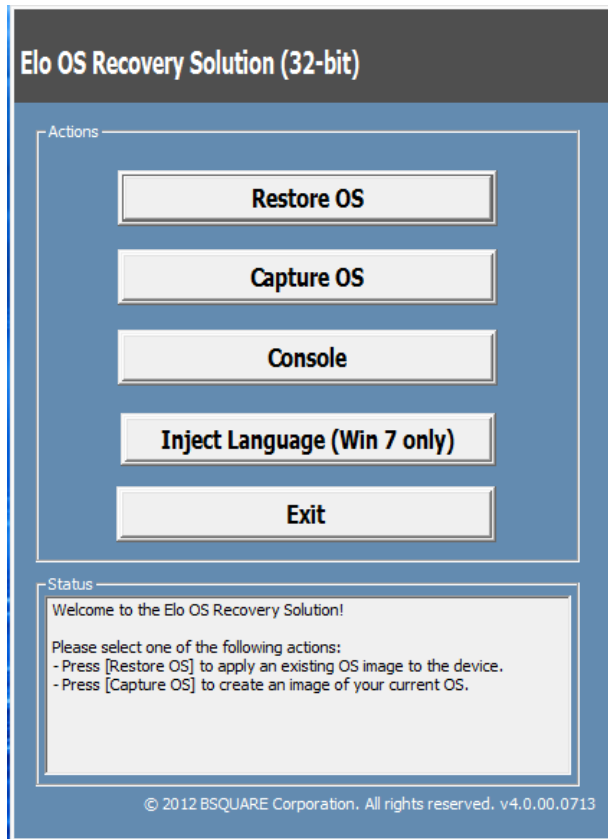 Elo OS Recovery Solution (32-bit)
Actions
Restore OS
Capture OS
Console
Inject Language (Win 7 only)
Exit
Status
Welcome to the Elo OS Recovery Solution!
Please select one of the following actions:
- Press [Restore OS] to apply an existing OS image to the device.
- Press [Capture OS] to create an image of your current OS.
© 2012 BSQUARE Corporation. All rights reserved. v4.0.00.0713